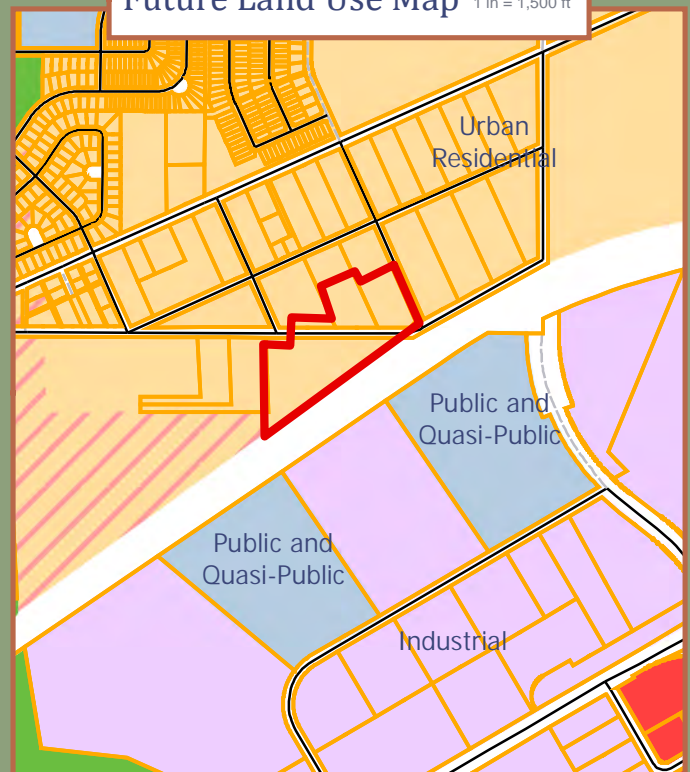 Future Land Use Map 1 in = 1,500 ft
Urban
Residential
Public and
Quasi-Public
Public and
Quasi-Public
Industrial